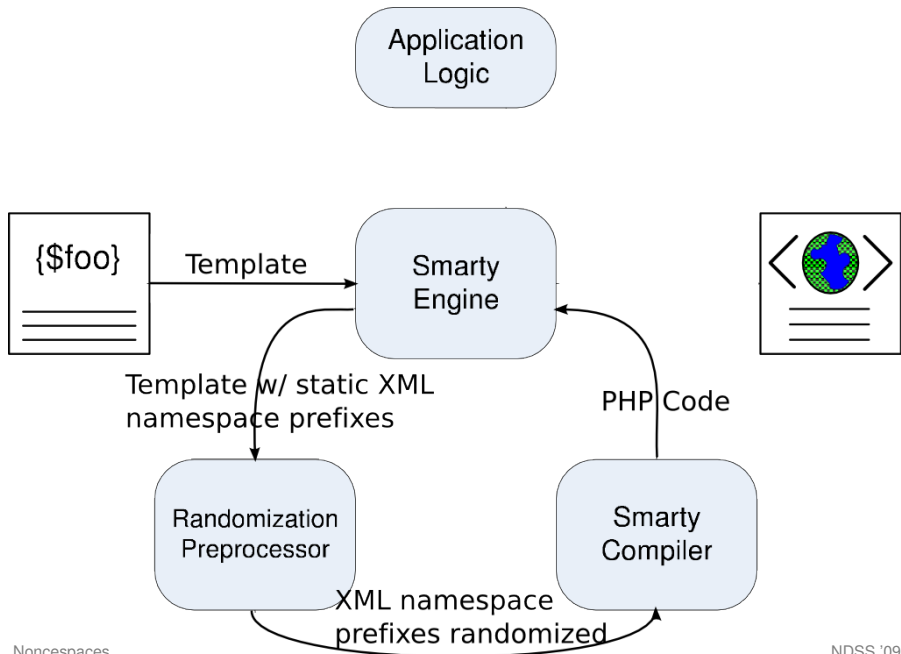 Application
Logic
{$foo}
Template
Smarty
Engine
Template w/ static XML
namespace prefixes
PHP Code
Randomization
Preprocessor
Smarty
Compiler
XML namespace
prefixes randomized
Noncespaces
NDSS '09